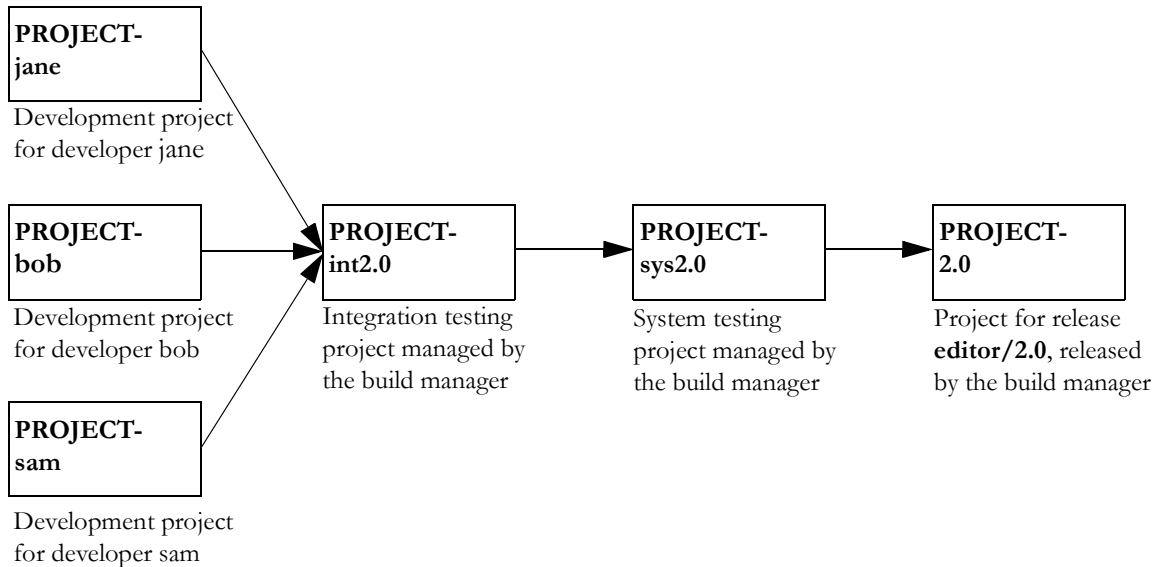 PROJECT-
jane
Development project
for developer jane
PROJECT-
bob
Development project
for developer bob
PROJECT-
sam
Development project
for developer sam
PROJECT-
int2.0
Integration testing
project managed by
the build manager
PROJECT-
sys2.0
System testing
project managed by
the build manager
PROJECT-
2.0
Project for release
editor/2.0, released
by the build manager